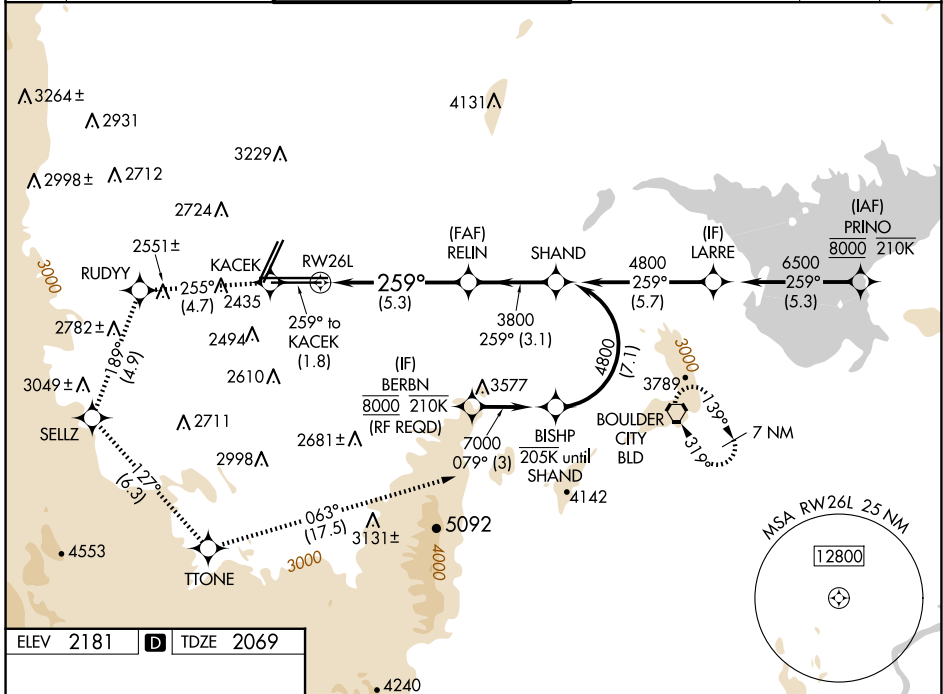 3264±
2931
4131
3229
2998±
2712
2724
(IAF)
PRINO
8000 210K
(FAF)
RELIN
SHAND
(IF)
LARRE
2551±
KACEK
RW26L
4800
259°
(5.7)
6500
259°
(5.3)
3000
RUDYY
255°
(4.7)
2435
259°
(5.3)
3800
259° (3.1)
259° to
KACEK
(1.8)
2782±
2494
189°
(4.9)
4800
(7.1)
3000
(IF)
BERBN
8000 210K
(RF REQD)
3577
3049±
2610
3789
139°
7 NM
319°
BOULDER
CITY
BLD
SELLZ
2711
2681±
7000
079° (3)
BISHP
205K until
SHAND
2998
4142
127°
(6.3)
063°
(17.5)
3131±
5092
4553
TTONE
3000
4000
MSA RW26L 25 NM
12800
ELEV 2181 D TDZE 2069
4240